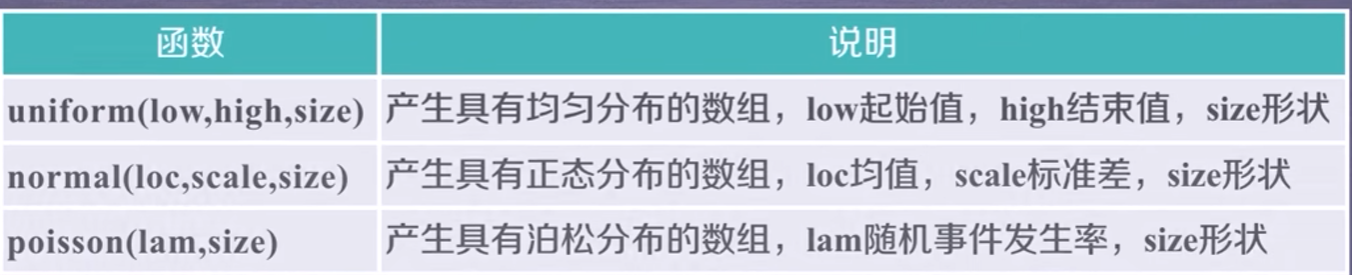 函数 说明
uniform(low,high,size) 产生具有均匀分布的数组，low起始值，high结束值，size形状
normal(loc,scale,size) 产生具有正态分布的数组，loc均值，scale标准差，size形状
poisson(lam,size) 产生具有泊松分布的数组，lam随机事件发生率，size形状